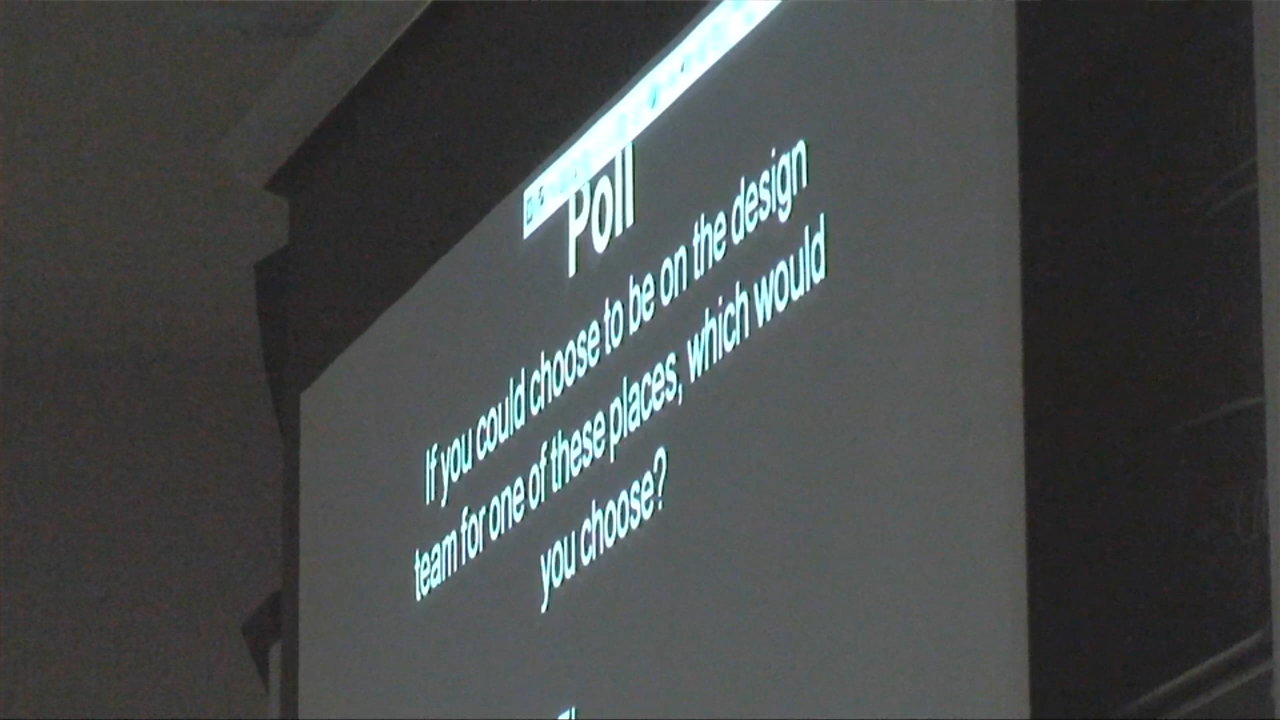 Poll
If you could choose to be on the design
team for one of these places, which would
you choose?